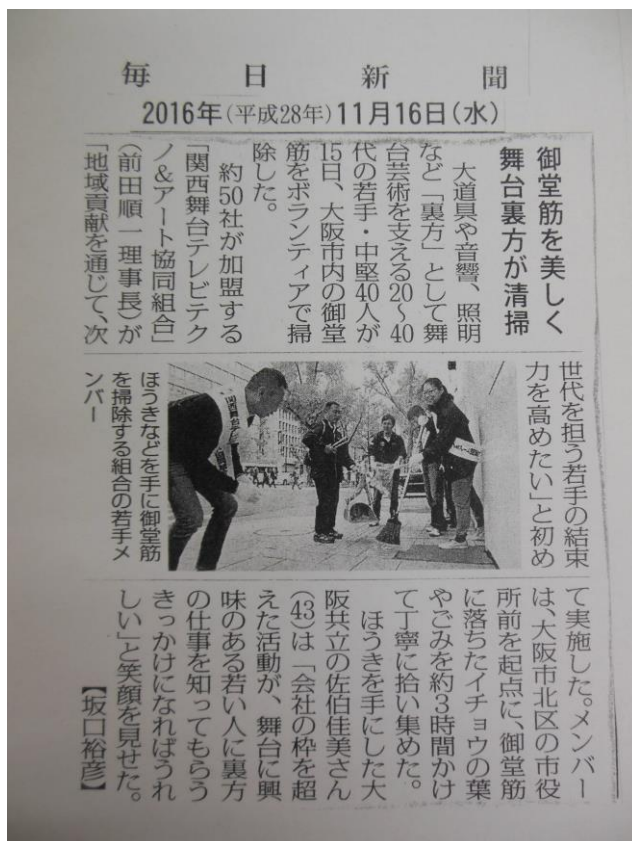 毎日新聞
2016年(平成28年)11月16日(水)
御堂筋を美しく
舞台裏方が清掃
大道具や音響、照明
など「裏方」として舞
台芸術を支える20〜40
代の若手・中堅40人が
15日、大阪市内の御堂
筋をボランティアで掃
除した。
約50社が加盟する
「関西舞台テレビテク
ノ&アート協同組合」
(前田順一理事長)が
「地域貢献を通じて、次
世代を担う若手の結束
力を高めたい」と初め
ほうきなどを手に御堂筋
を掃除する組合の若手メ
ンバー
て実施した。メンバー
は、大阪市北区の市役
所前を起点に、御堂筋
に落ちたイチョウの葉
やごみを約3時間かけ
て丁寧に拾い集めた。
ほうきを手にした大
阪共立の佐伯佳美さん
(43)は「会社の枠を超
えた活動が、舞台に興
味のある若い人に裏方
の仕事を知ってもらう
きっかけになればうれ
しい」と笑顔を見せた。
【坂口裕彦】
関西舞台テ